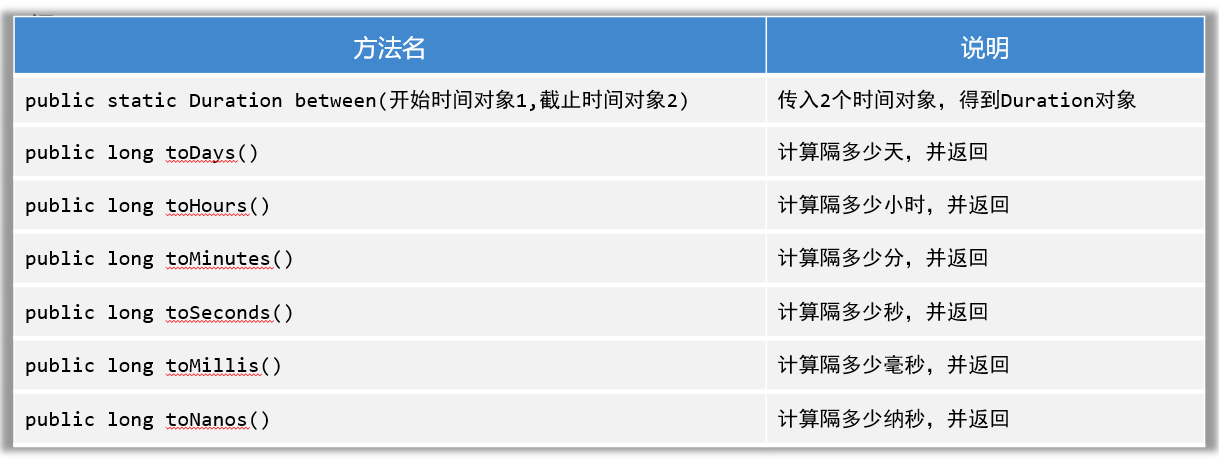 方法名 说明
public static Duration between(开始时间对象1,截止时间对象2) 传入2个时间对象，得到Duration对象
public long toDays() 计算隔多少天，并返回
public long toHours() 计算隔多少小时，并返回
public long toMinutes() 计算隔多少分，并返回
public long toSeconds() 计算隔多少秒，并返回
public long toMillis() 计算隔多少毫秒，并返回
public long toNanos() 计算隔多少纳秒，并返回